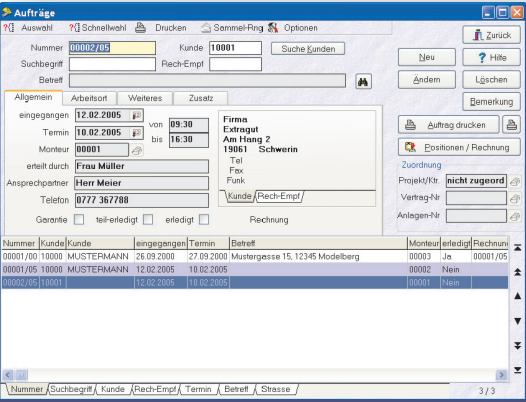 Aufträge
?{} Auswahl ?{} Schnellwahl Drucken Sammel-Rng Optionen
Zurück
Nummer 00002/05 Kunde 10001 Suche Kunden Neu ? Hilfe
Suchbegriff Rech-Empf
Betreff Ändern Löschen
Allgemein Arbeitsort Weiteres Zusatz Bemerkung
eingegangen 12.02.2005 von 09:30
Termin 10.02.2005 bis 16:30
Monteur 00001
erteilt durch Frau Müller
Ansprechpartner Herr Meier
Telefon 0777 367788
Firma
Extragut
Am Hang 2
19061 Schwerin
Tel
Fax
Funk
Kunde Rech-Empf
Auftrag drucken
Positionen / Rechnung
Zuordnung
Projekt/Ktr. nicht zugeord
Vertrag-Nr
Anlagen-Nr
Garantie teil-erledigt erledigt Rechnung
Nummer Kunde Kunde eingegangen Termin Betreff Monteur erledigt Rechnun
00001/00 10000 MUSTERMANN 26.09.2000 27.09.2000 Mustergasse 15, 12345 Modelberg 00003 Ja 00001/05
00001/05 10000 MUSTERMANN 12.02.2005 10.02.2005 00002 Nein
00002/05 10001 12.02.2005 10.02.2005 00001 Nein
Nummer Suchbegriff Kunde Rech-Empf Termin Betreff Strasse 3/3